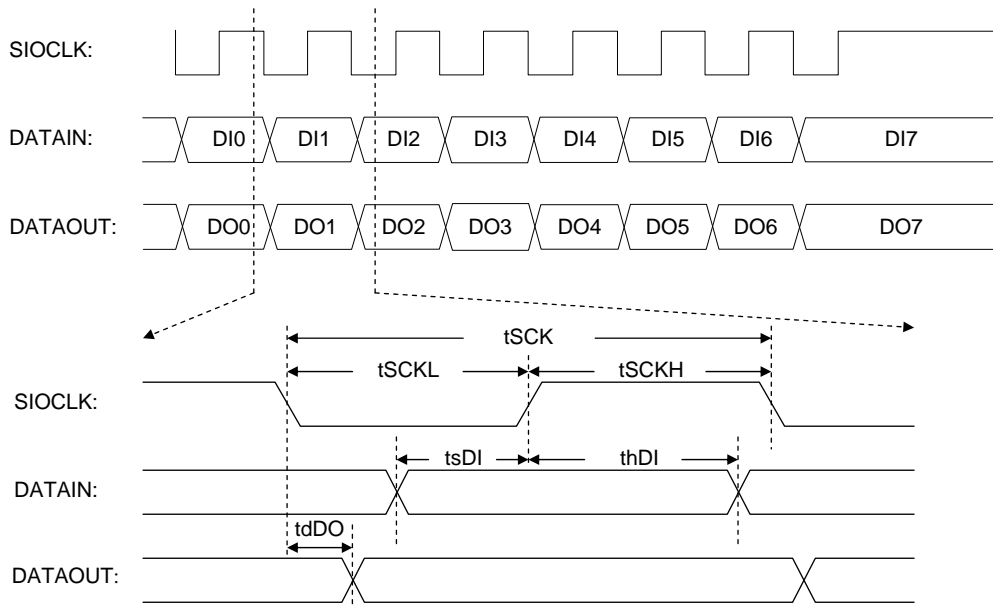 SIOCLK:
DATAIN: DI0 DI1 DI2 DI3 DI4 DI5 DI6 DI7
DATAOUT: DO0 DO1 DO2 DO3 DO4 DO5 DO6 DO7
tSCK
tSCKL tSCKH
SIOCLK:
tsDI thDI
DATAIN:
tdDO
DATAOUT: